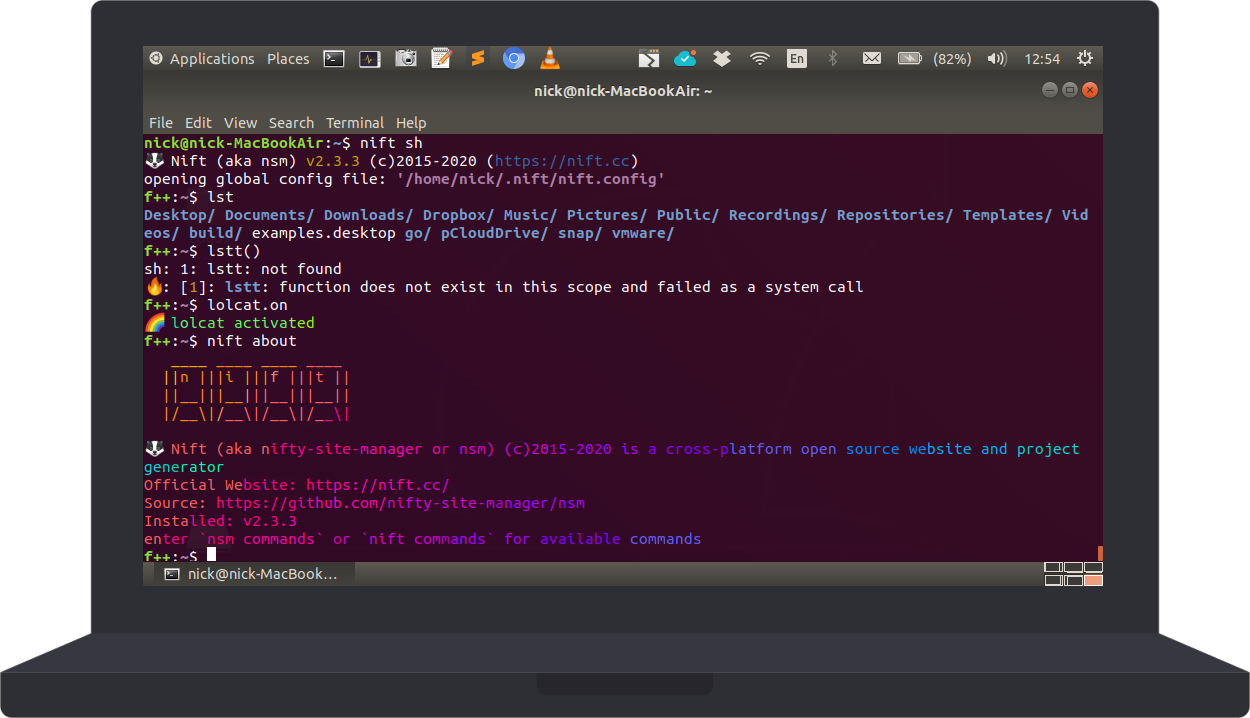 Applications Places En (82%) 12:54
nick@nick-MacBookAir: ~
File Edit View Search Terminal Help
nick@nick-MacBookAir:~$ nift sh
Nift (aka nsm) v2.3.3 (c)2015-2020 (https://nift.cc)
opening global config file: '/home/nick/.nift/nift.config'
f++:~$ lst
Desktop/ Documents/ Downloads/ Dropbox/ Music/ Pictures/ Public/ Recordings/ Repositories/ Templates/ Vid
eos/ build/ examples.desktop go/ pCloudDrive/ snap/ vmware/
f++:~$ lstt()
sh: 1: lstt: not found
🔥: [1]: lstt: function does not exist in this scope and failed as a system call
f++:~$ lolcat.on
🌈 lolcat activated
f++:~$ nift about
 ____ ____ ____ ____
||n |||i |||f |||t ||
||__|||__|||__|||__||
|/__\|/__\|/__\|/__\|
Nift (aka nifty-site-manager or nsm) (c)2015-2020 is a cross-platform open source website and project
generator
Official Website: https://nift.cc/
Source: https://github.com/nifty-site-manager/nsm
Installed: v2.3.3
enter `nsm commands` or `nift commands` for available commands
f++:~$
nick@nick-MacBook...